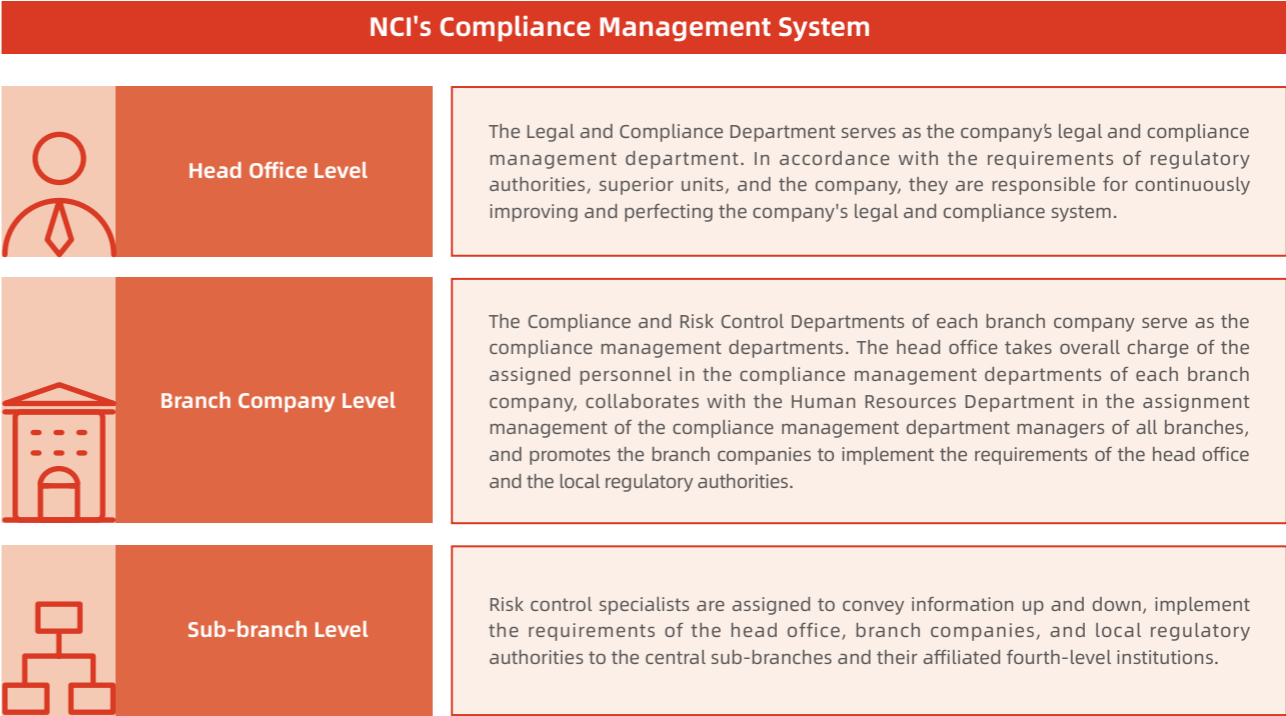 NCI's Compliance Management System
Head Office Level
The Legal and Compliance Department serves as the company's legal and compliance
management department. In accordance with the requirements of regulatory
authorities, superior units, and the company, they are responsible for continuously
improving and perfecting the company's legal and compliance system.
Branch Company Level
The Compliance and Risk Control Departments of each branch company serve as the
compliance management departments. The head office takes overall charge of the
assigned personnel in the compliance management departments of each branch
company, collaborates with the Human Resources Department in the assignment
management of the compliance management department managers of all branches,
and promotes the branch companies to implement the requirements of the head office
and the local regulatory authorities.
Sub-branch Level
Risk control specialists are assigned to convey information up and down, implement
the requirements of the head office, branch companies, and local regulatory
authorities to the central sub-branches and their affiliated fourth-level institutions.